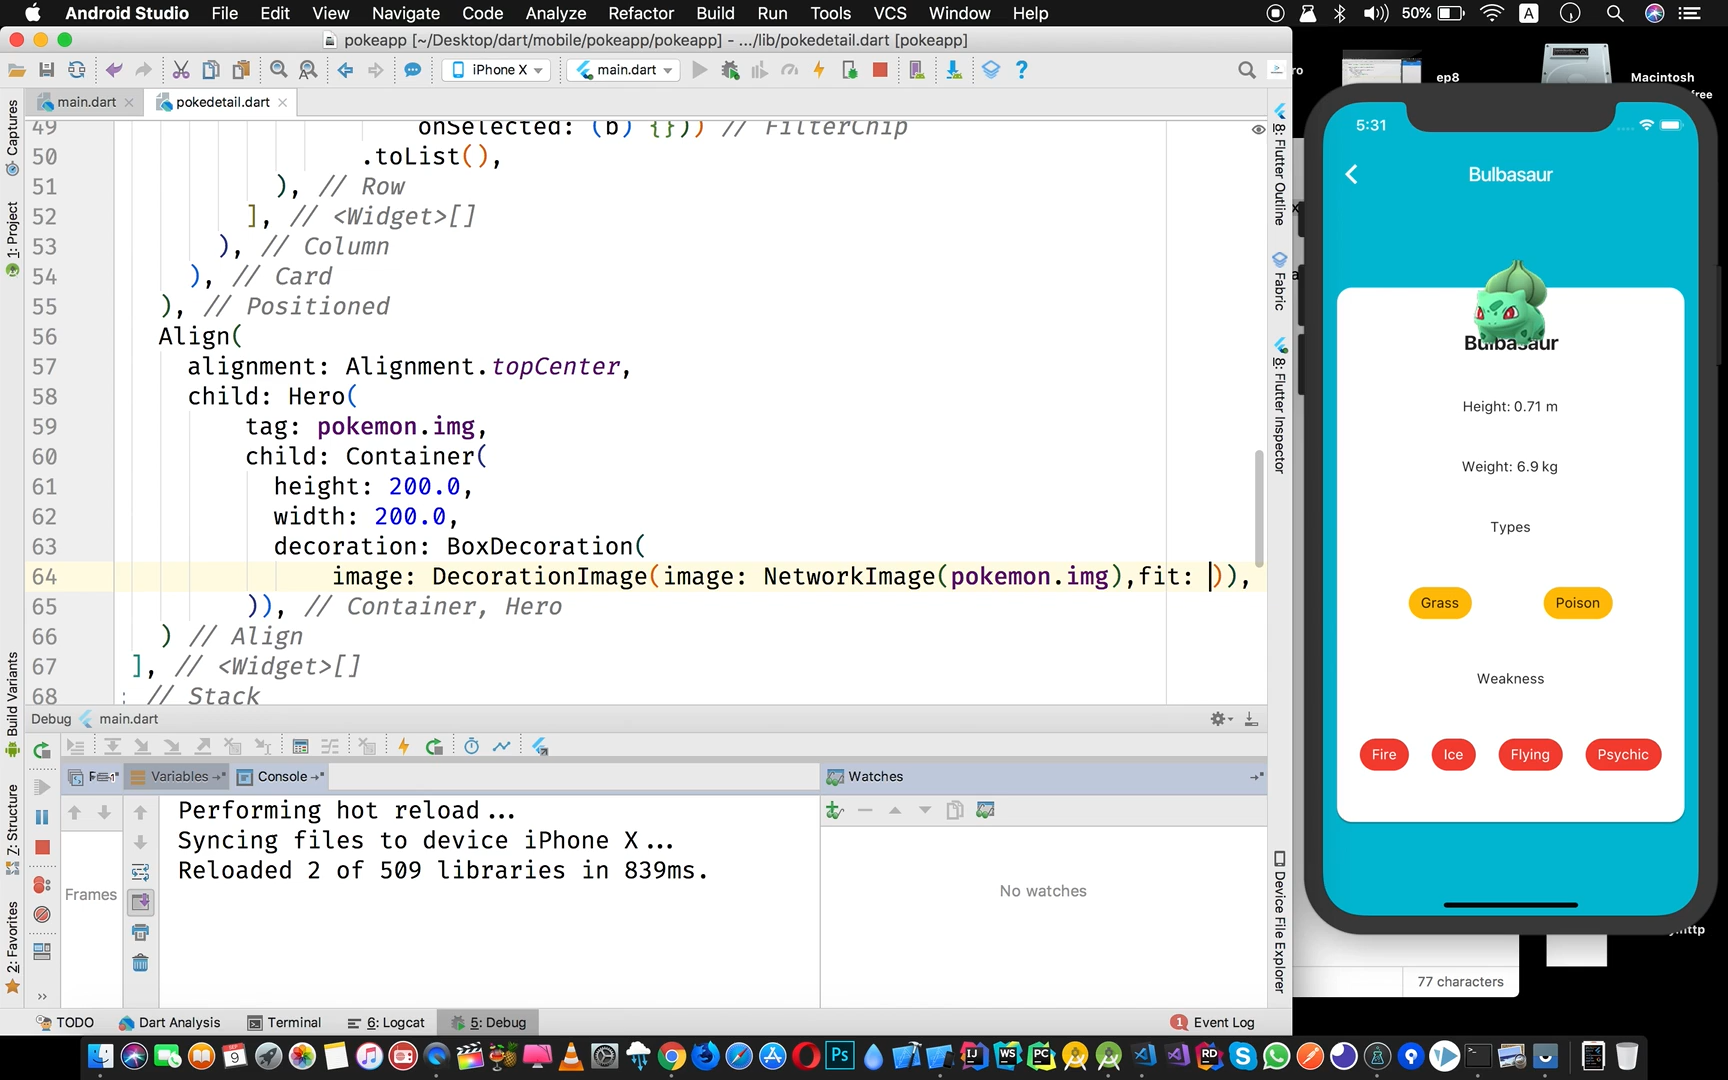 Android Studio File Edit View Navigate Code Analyze Refactor Build Run Tools VCS Window Help 50% A
pokeapp [~/Desktop/dart/mobile/pokeapp/pokeapp] - .../lib/pokedetail.dart [pokeapp]
iPhone X main.dart
main.dart pokedetail.dart
ep8
Macintosh
49 onSelected: (b) {})) // FilterChip
50 .toList(),
51 ), // Row
52 ], // <Widget>[]
53 ), // Column
54 ), // Card
55 ), // Positioned
56 Align(
57 alignment: Alignment.topCenter,
58 child: Hero(
59 tag: pokemon.img,
60 child: Container(
61 height: 200.0,
62 width: 200.0,
63 decoration: BoxDecoration(
64 image: DecorationImage(image: NetworkImage(pokemon.img),fit: )),
65 )), // Container, Hero
66 ) // Align
67 ], // <Widget>[]
68 // Stack
Captures
1: Project
Build Variants
7: Structure
2: Favorites
Flutter Outline
Fabric
Flutter Inspector
Device File Explorer
Debug main.dart
Variables Console Watches
Performing hot reload...
Syncing files to device iPhone X...
Reloaded 2 of 509 libraries in 839ms.
Frames
No watches
TODO Dart Analysis Terminal 6: Logcat 5: Debug 1 Event Log
5:31
Bulbasaur
Bulbasaur
Height: 0.71 m
Weight: 6.9 kg
Types
Grass Poison
Weakness
Fire Ice Flying Psychic
77 characters